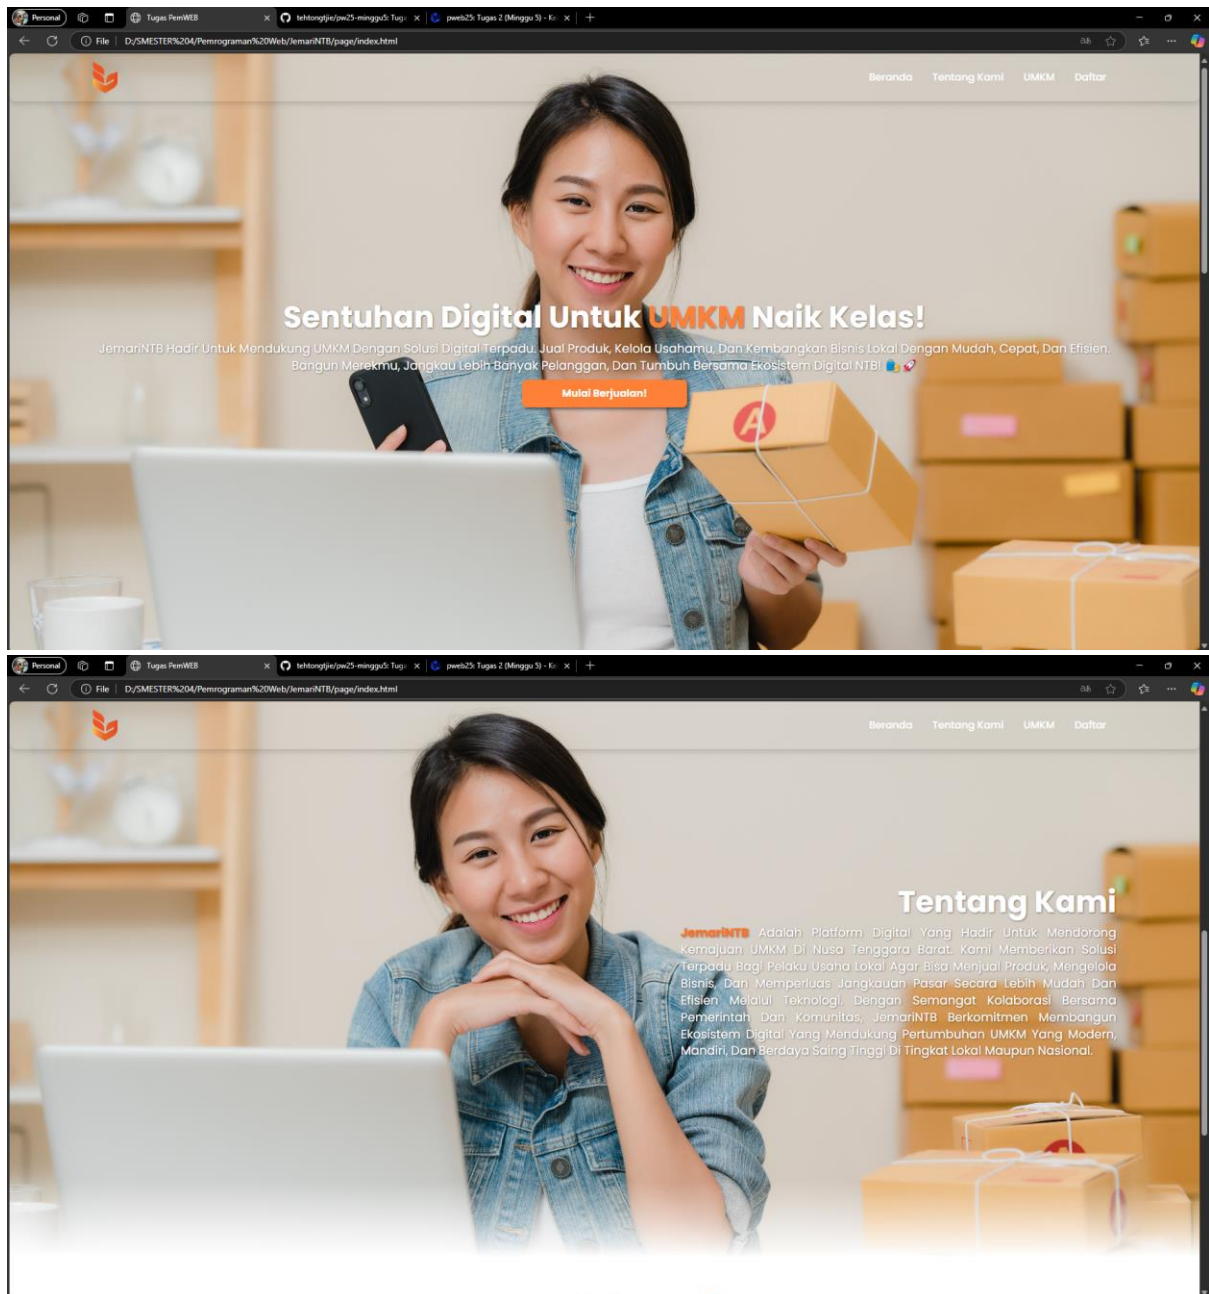 Personal
Tugas PemWEB
tehtongtjie/pw25-minggu5: Tuga
pweb25: Tugas 2 (Minggu 5) - Ke
File
D:/SMESTER%204/Pemrograman%20Web/JemariNTB/page/index.html
Beranda Tentang Kami UMKM Daftar
Sentuhan Digital Untuk UMKM Naik Kelas!
JemariNTB Hadir Untuk Mendukung UMKM Dengan Solusi Digital Terpadu. Jual Produk, Kelola Usahamu, Dan Kembangkan Bisnis Lokal Dengan Mudah, Cepat, Dan Efisien.
Bangun Merekmu, Jangkau Lebih Banyak Pelanggan, Dan Tumbuh Bersama Ekosistem Digital NTB! 🛍️🚀
Mulai Berjualan!
A
Personal
Tugas PemWEB
tehtongtjie/pw25-minggu5: Tuga
pweb25: Tugas 2 (Minggu 5) - Ke
File
D:/SMESTER%204/Pemrograman%20Web/JemariNTB/page/index.html
Beranda Tentang Kami UMKM Daftar
Tentang Kami
JemariNTB Adalah Platform Digital Yang Hadir Untuk Mendorong
Kemajuan UMKM Di Nusa Tenggara Barat. Kami Memberikan Solusi
Terpadu Bagi Pelaku Usaha Lokal Agar Bisa Menjual Produk, Mengelola
Bisnis, Dan Memperluas Jangkauan Pasar Secara Lebih Mudah Dan
Efisien Melalui Teknologi. Dengan Semangat Kolaborasi Bersama
Pemerintah Dan Komunitas, JemariNTB Berkomitmen Membangun
Ekosistem Digital Yang Mendukung Pertumbuhan UMKM Yang Modern,
Mandiri, Dan Berdaya Saing Tinggi Di Tingkat Lokal Maupun Nasional.